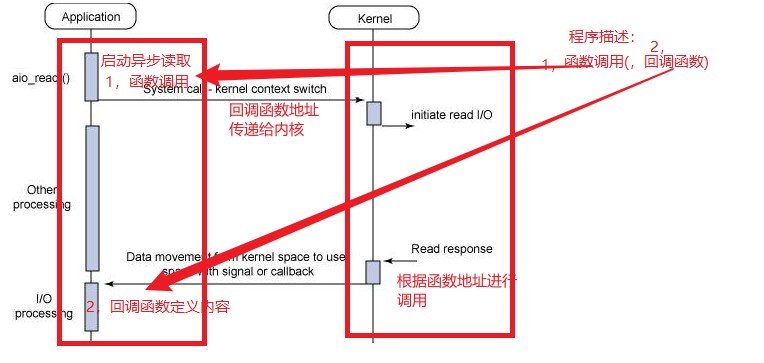 Application
Kernel
程序描述:
2,
1, 函数调用(, 回调函数)
启动异步读取
1, 函数调用
aio_read()
System call - kernel context switch
回调函数地址
传递给内核
initiate read I/O
Other
processing
Read response
Data movement from kernel space to user
space with signal or callback
根据函数地址进行
调用
2, 回调函数定义内容
I/O
processing